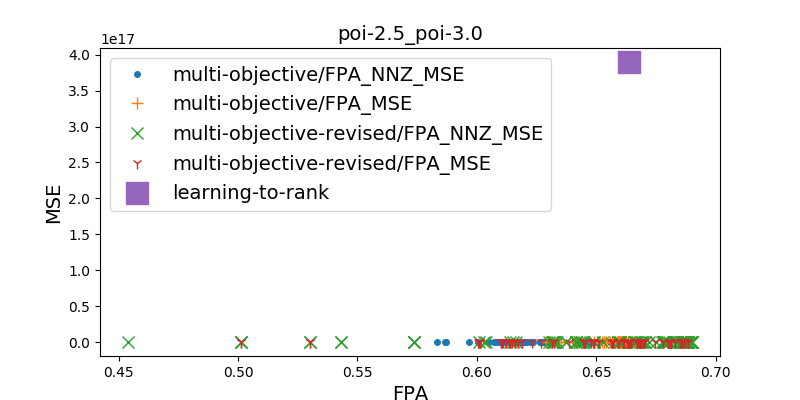 poi-2.5_poi-3.0
1e17
4.0
3.5
3.0
2.5
2.0
1.5
1.0
0.5
0.0
MSE
multi-objective/FPA_NNZ_MSE
multi-objective/FPA_MSE
multi-objective-revised/FPA_NNZ_MSE
multi-objective-revised/FPA_MSE
learning-to-rank
0.45 0.50 0.55 0.60 0.65 0.70
FPA